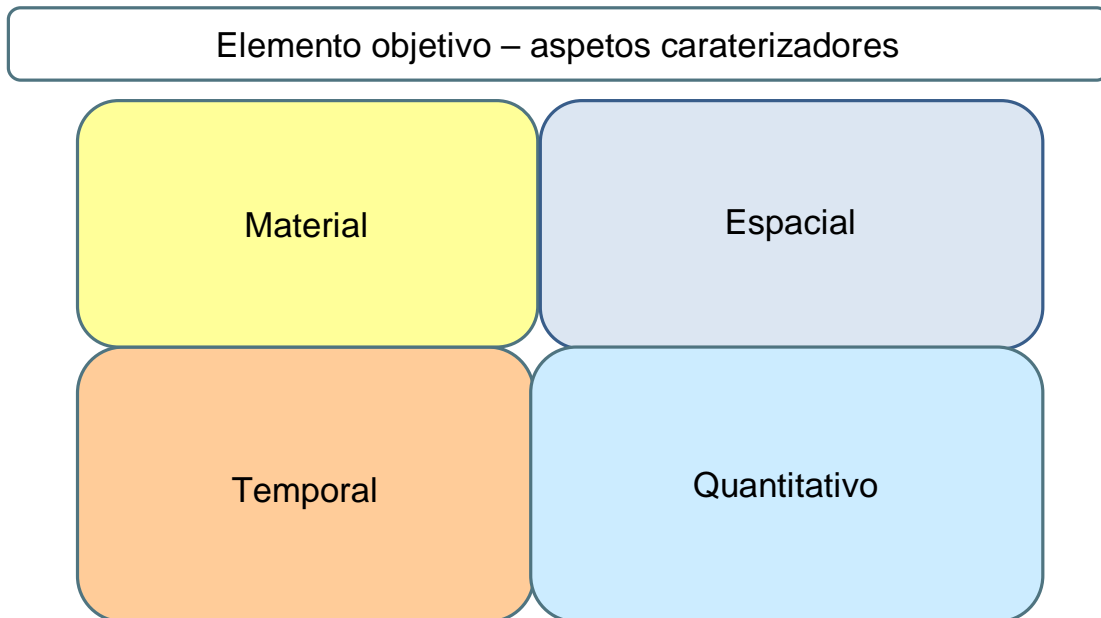 Elemento objetivo – aspetos caraterizadores
Material
Espacial
Temporal
Quantitativo